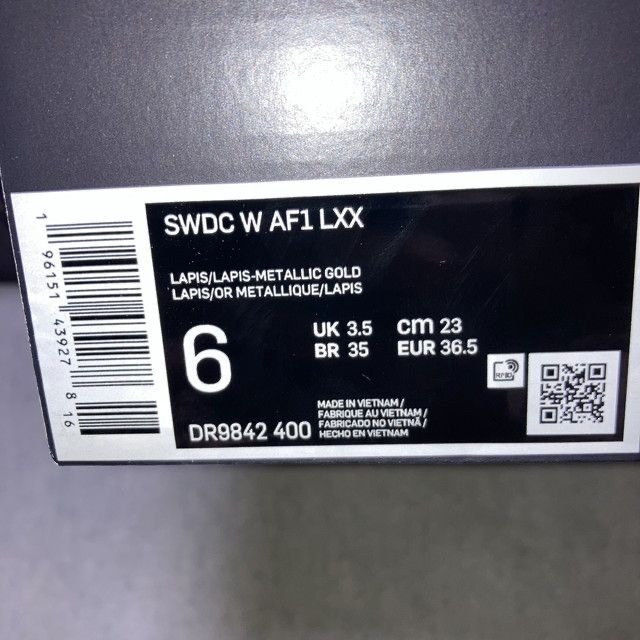 SWDC W AF1 LXX
LAPIS/LAPIS-METALLIC GOLD
LAPIS/OR METALLIQUE/LAPIS
6
UK 3.5 cm 23
BR 35 EUR 36.5
DR9842 400
MADE IN VIETNAM /
FABRIQUE AU VIETNAM /
FABRICADO NO VIETNÃ /
HECHO EN VIETNAM
1 96151 43927 8 16